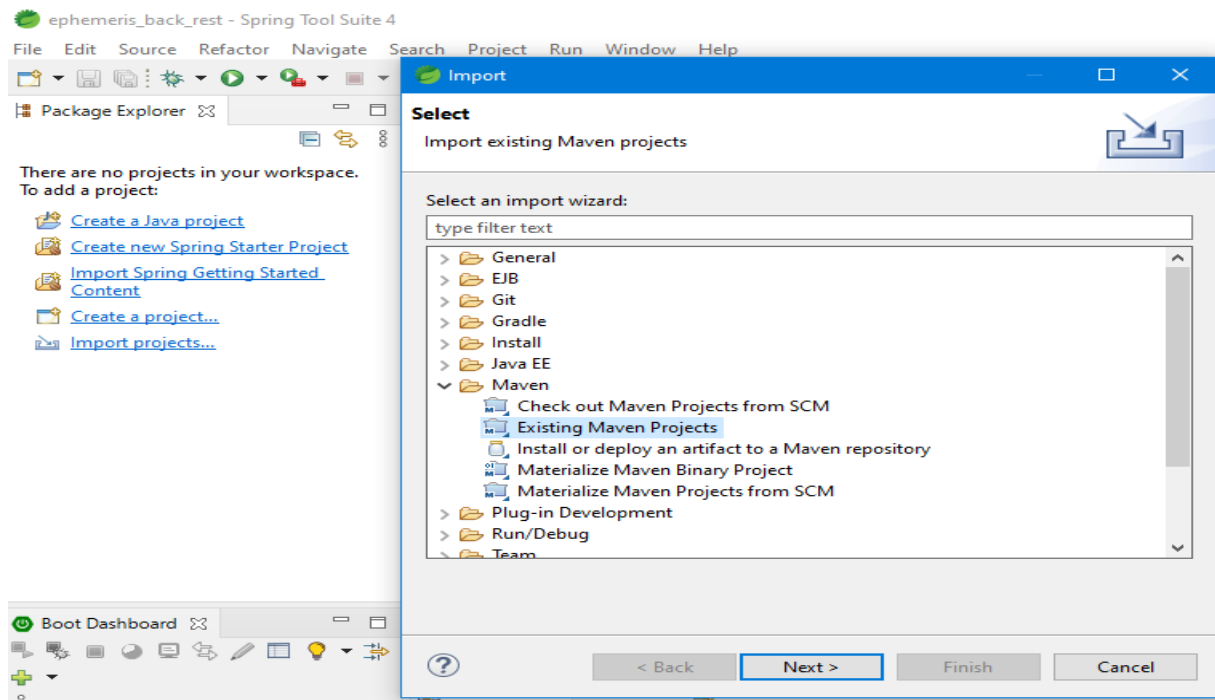 ephemeris_back_rest - Spring Tool Suite 4
File Edit Source Refactor Navigate Search Project Run Window Help
Package Explorer
There are no projects in your workspace.
To add a project:
Create a Java project
Create new Spring Starter Project
Import Spring Getting Started
Content
Create a project...
Import projects...
Boot Dashboard
Import
Select
Import existing Maven projects
Select an import wizard:
type filter text
General
EJB
Git
Gradle
Install
Java EE
Maven
Check out Maven Projects from SCM
Existing Maven Projects
Install or deploy an artifact to a Maven repository
Materialize Maven Binary Project
Materialize Maven Projects from SCM
Plug-in Development
Run/Debug
Team
< Back Next > Finish Cancel